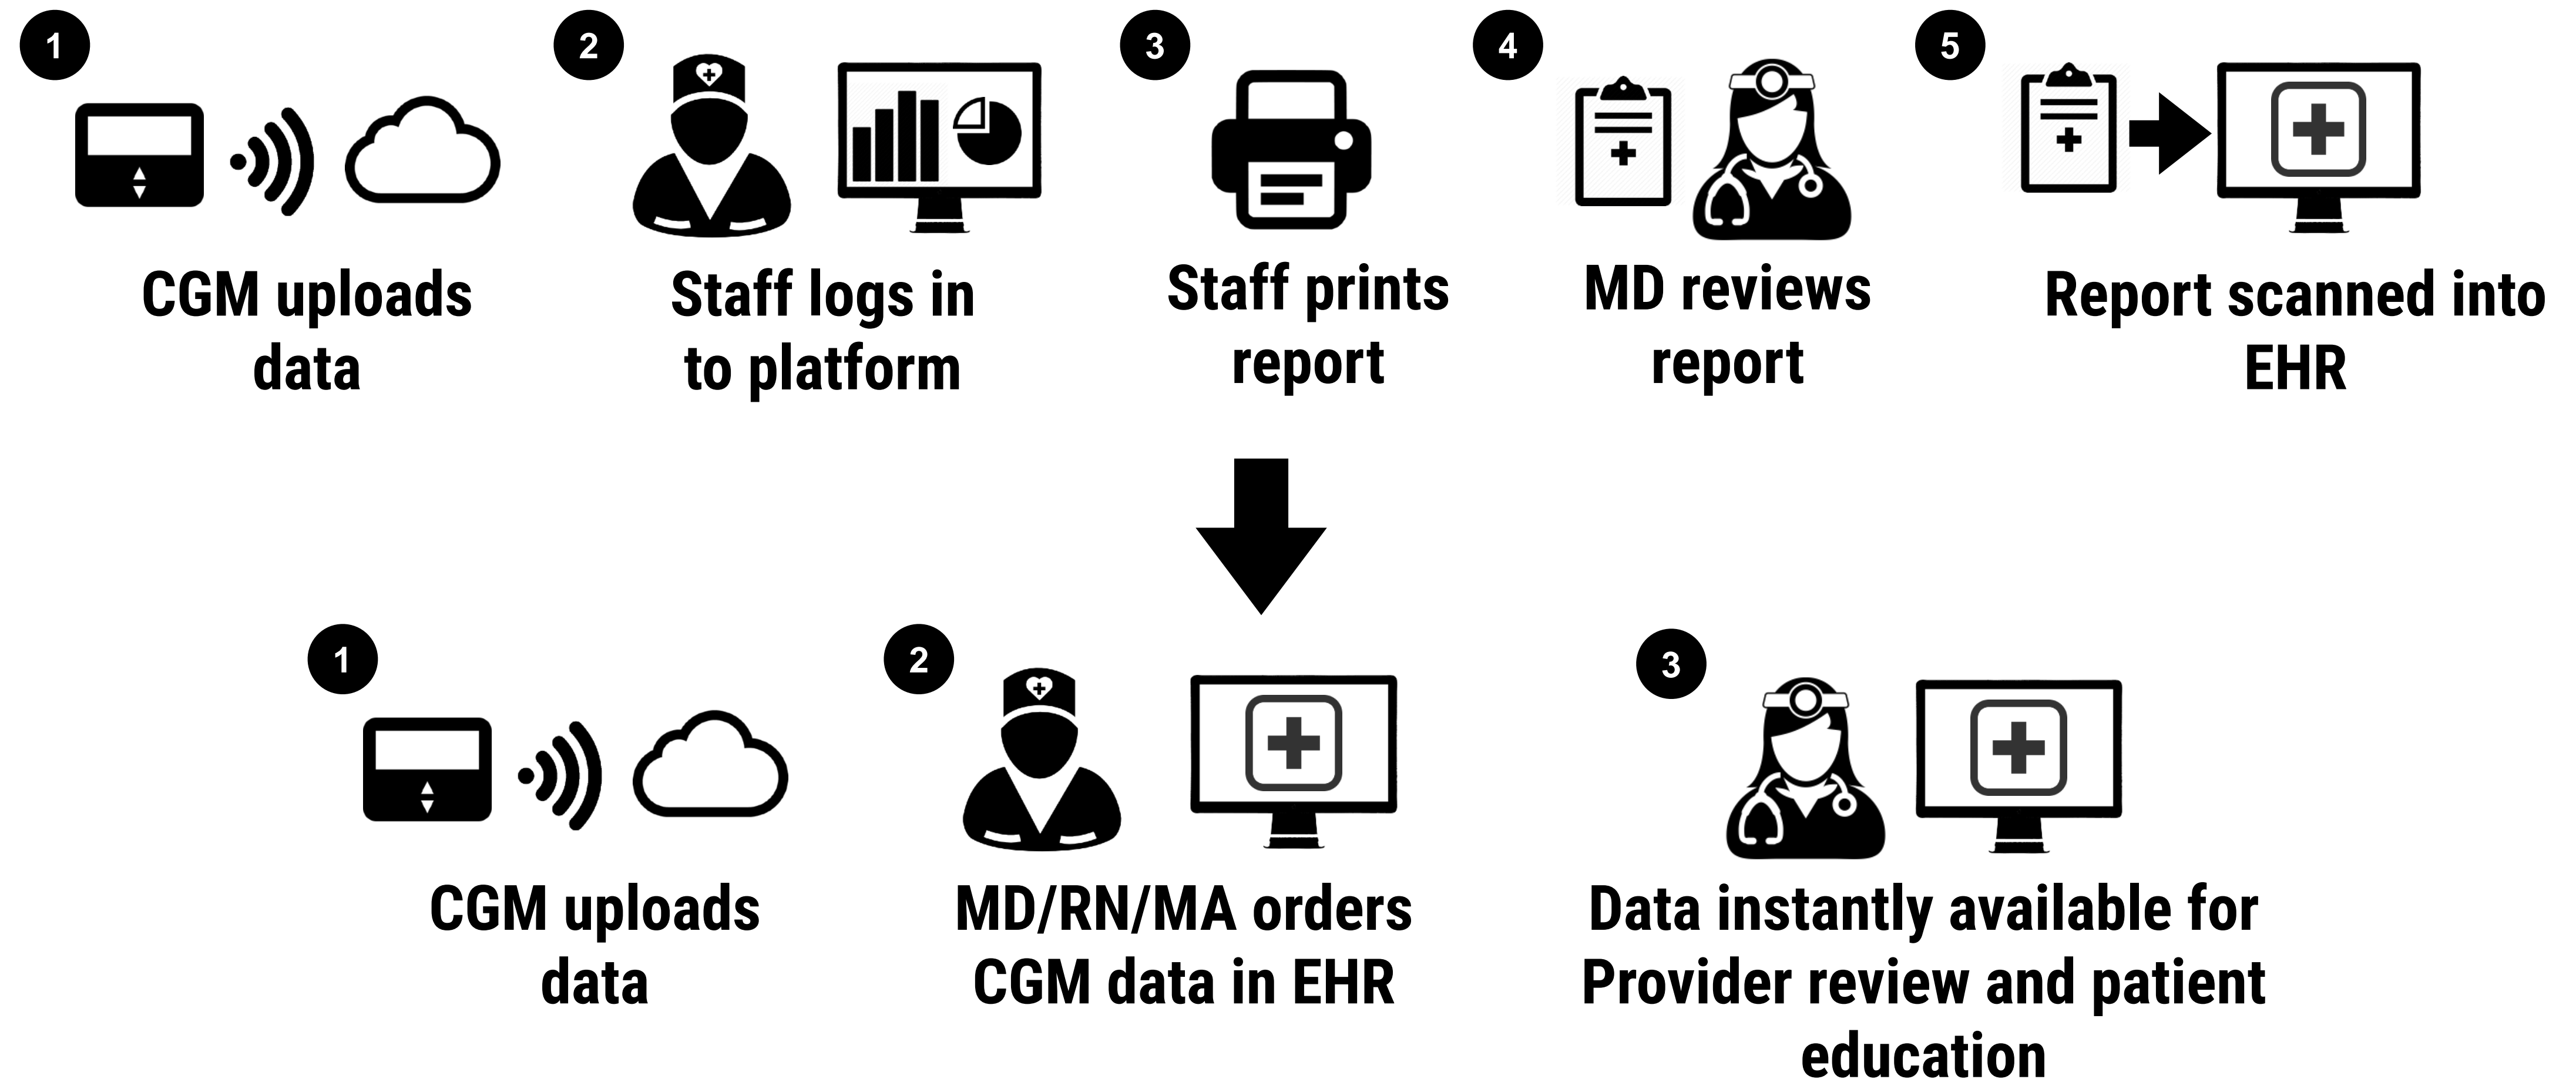 1
CGM uploads
data
2
Staff logs in
to platform
3
Staff prints
report
4
MD reviews
report
5
Report scanned into
EHR
1
CGM uploads
data
2
MD/RN/MA orders
CGM data in EHR
3
Data instantly available for
Provider review and patient
education